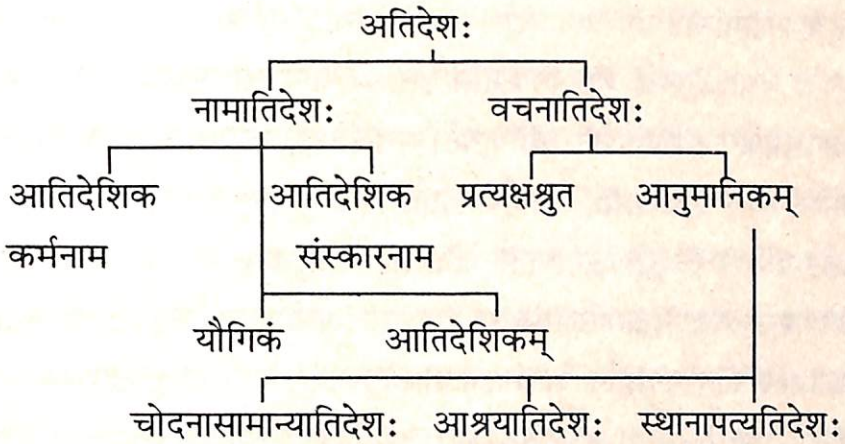 अतिदेशः
नामातिदेशः वचनातिदेशः
आतिदेशिक आतिदेशिक प्रत्यक्षश्रुत आनुमानिकम्
कर्मनाम संस्कारनाम
यौगिकं आतिदेशिकम्
चोदनासामान्यातिदेशः आश्रयातिदेशः स्थानापत्यतिदेशः